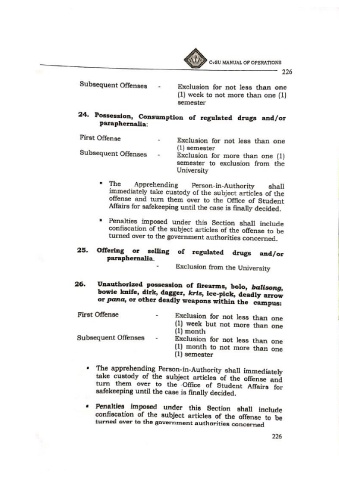 CvSU MANUAL OF OPERATIONS
226
Subsequent Offenses - Exclusion for not less than one
(1) week to not more than one (1)
semester
24. Possession, Consumption of regulated drugs and/or
paraphernalia:
First Offense - Exclusion for not less than one
(1) semester
Subsequent Offenses - Exclusion for more than one (1)
semester to exclusion from the
University
• The Apprehending Person-in-Authority shall
immediately take custody of the subject articles of the
offense and turn them over to the Office of Student
Affairs for safekeeping until the case is finally decided.
• Penalties imposed under this Section shall include
confiscation of the subject articles of the offense to be
turned over to the government authorities concerned.
25. Offering or selling of regulated drugs and/or
paraphernalia.
- Exclusion from the University
26. Unauthorized possession of firearms, bolo, balisong,
bowie knife, dirk, dagger, kris, ice-pick, deadly arrow
or pana, or other deadly weapons within the campus:
First Offense - Exclusion for not less than one
(1) week but not more than one
(1) month
Subsequent Offenses - Exclusion for not less than one
(1) month to not more than one
(1) semester
• The apprehending Person-in-Authority shall immediately
take custody of the subject articles of the offense and
turn them over to the Office of Student Affairs for
safekeeping until the case is finally decided.
• Penalties imposed under this Section shall include
confiscation of the subject articles of the offense to be
turned over to the government authorities concerned
226